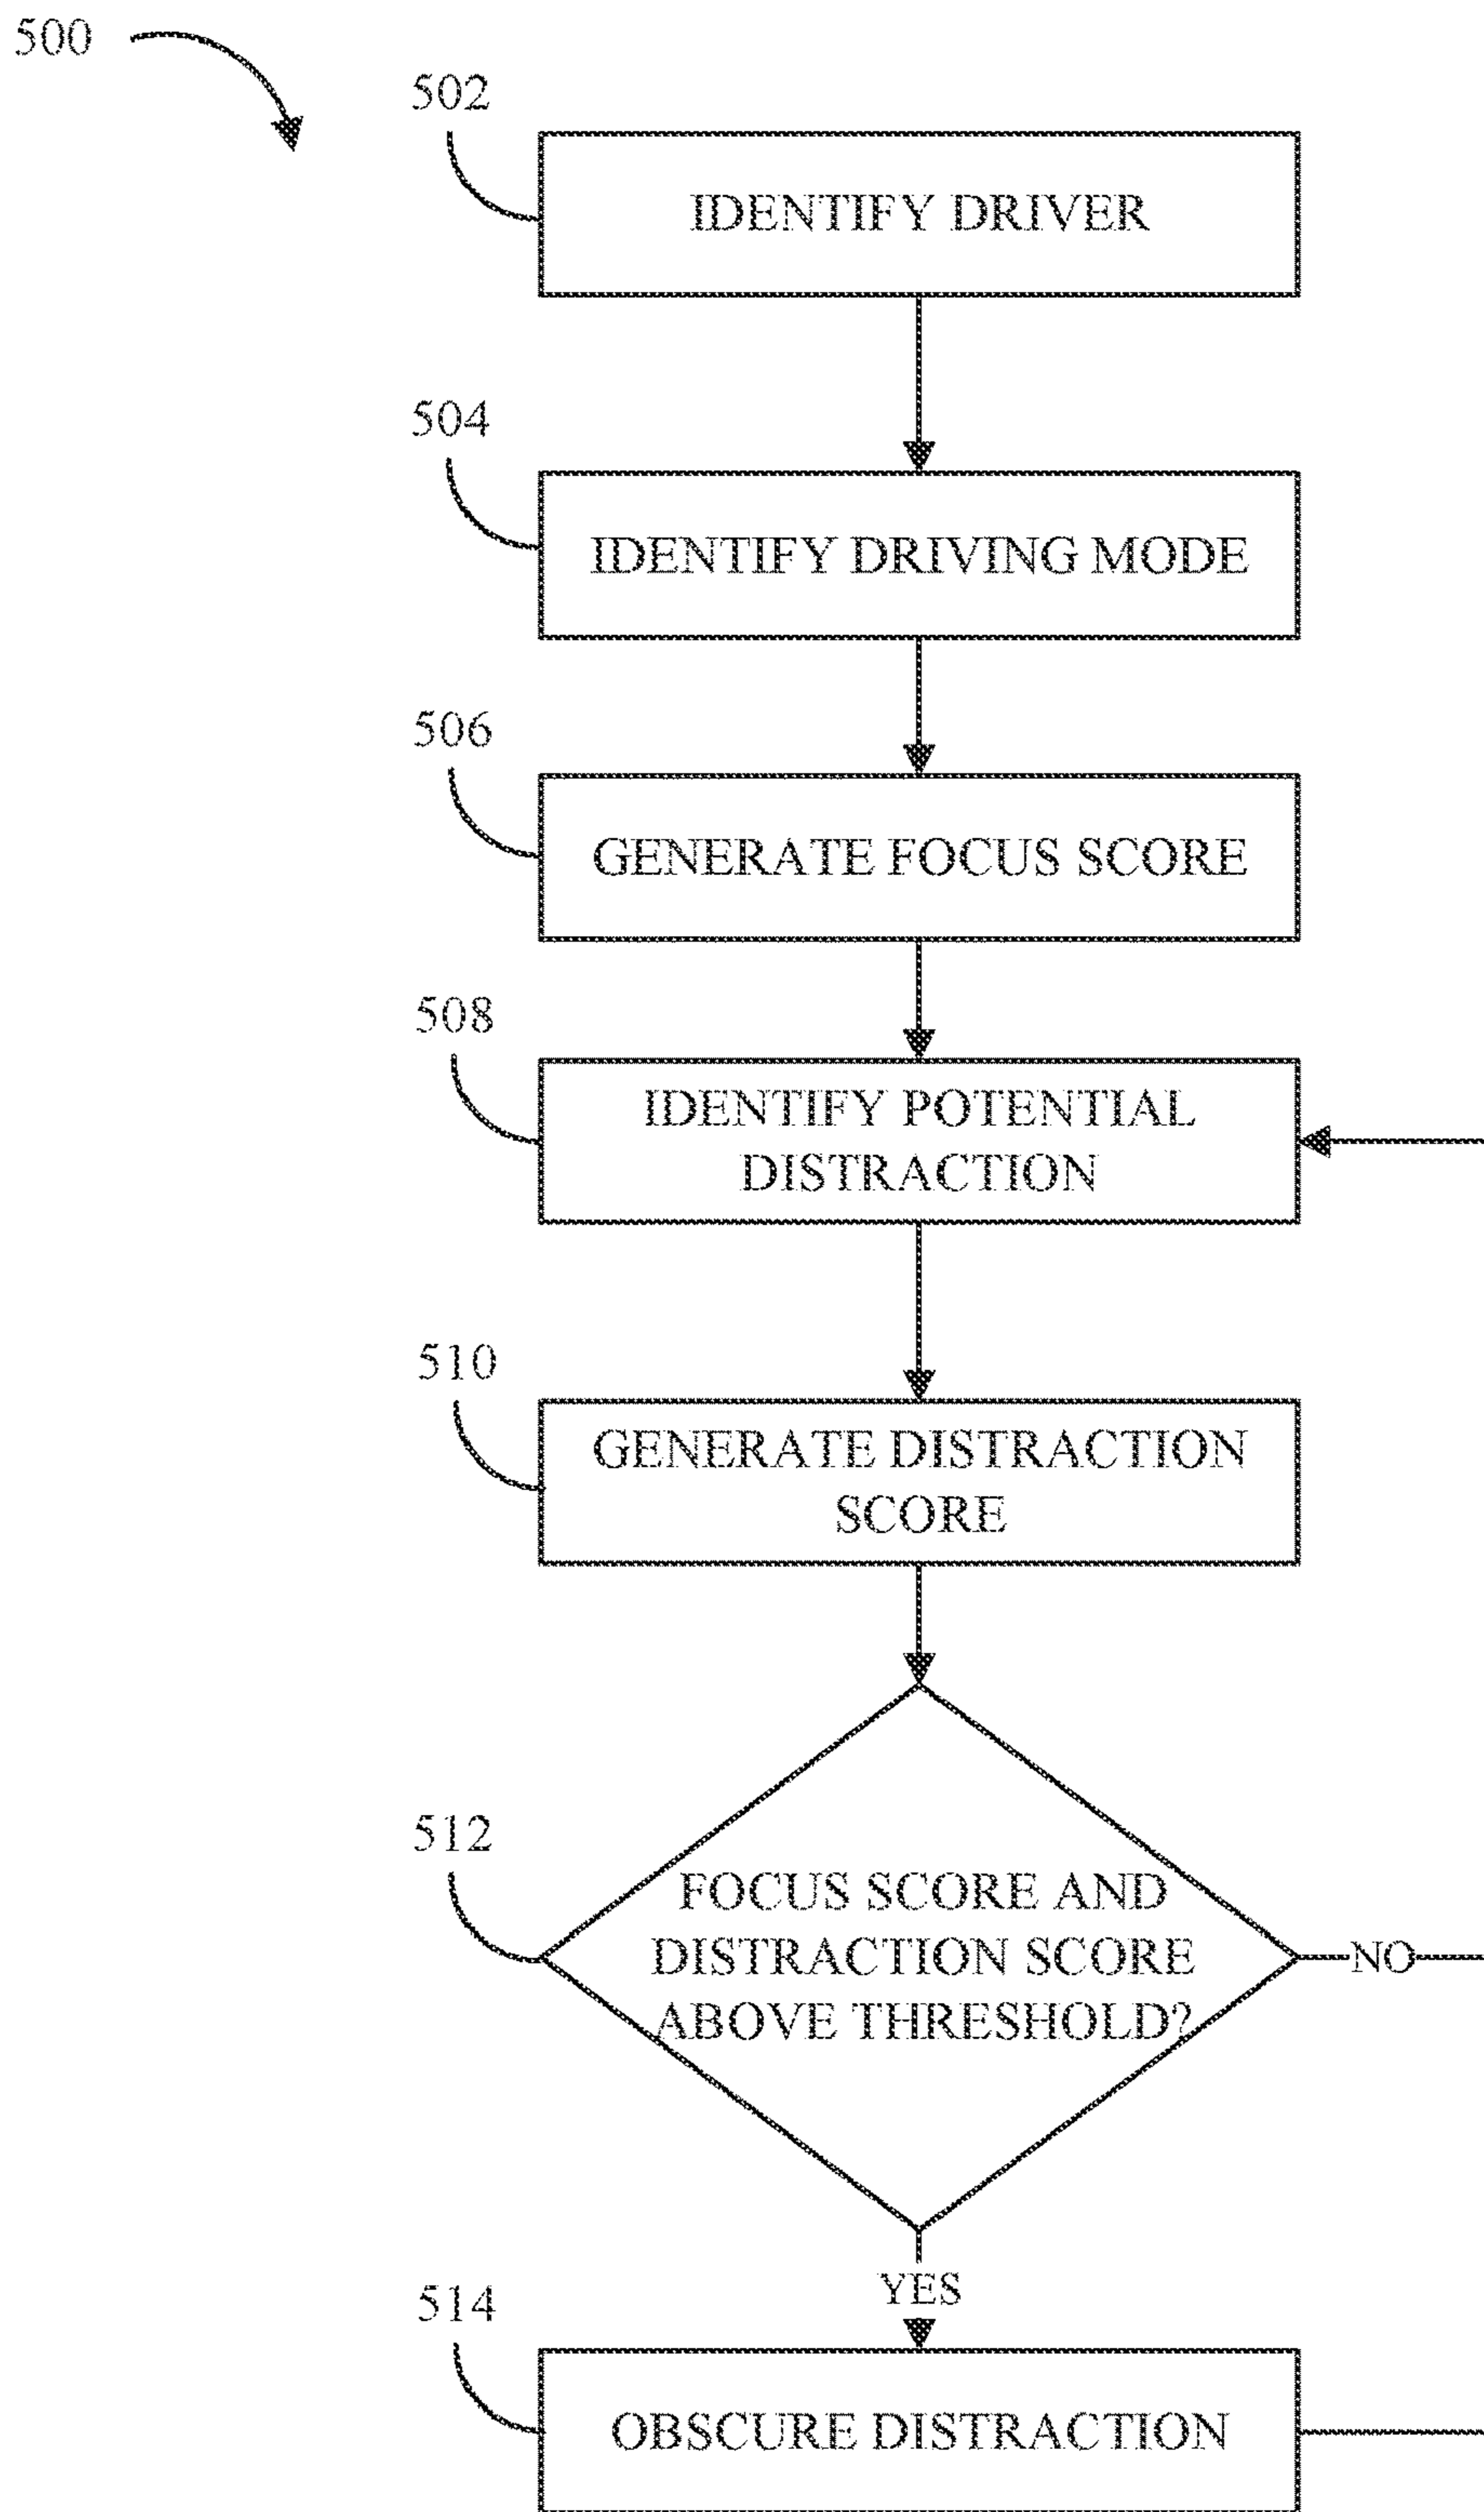 500
502
IDENTIFY DRIVER
504
IDENTIFY DRIVING MODE
506
GENERATE FOCUS SCORE
508
IDENTIFY POTENTIAL
DISTRACTION
510
GENERATE DISTRACTION
SCORE
512
FOCUS SCORE AND
DISTRACTION SCORE
ABOVE THRESHOLD?
NO
YES
514
OBSCURE DISTRACTION